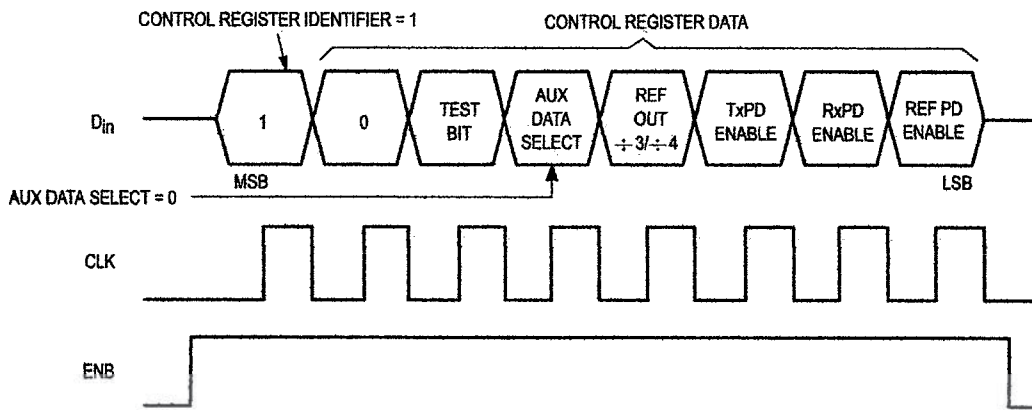 CONTROL REGISTER IDENTIFIER = 1
CONTROL REGISTER DATA
Din
1
0
TEST
BIT
AUX
DATA
SELECT
REF
OUT
÷3/÷4
TxPD
ENABLE
RxPD
ENABLE
REF PD
ENABLE
MSB
LSB
AUX DATA SELECT = 0
CLK
ENB